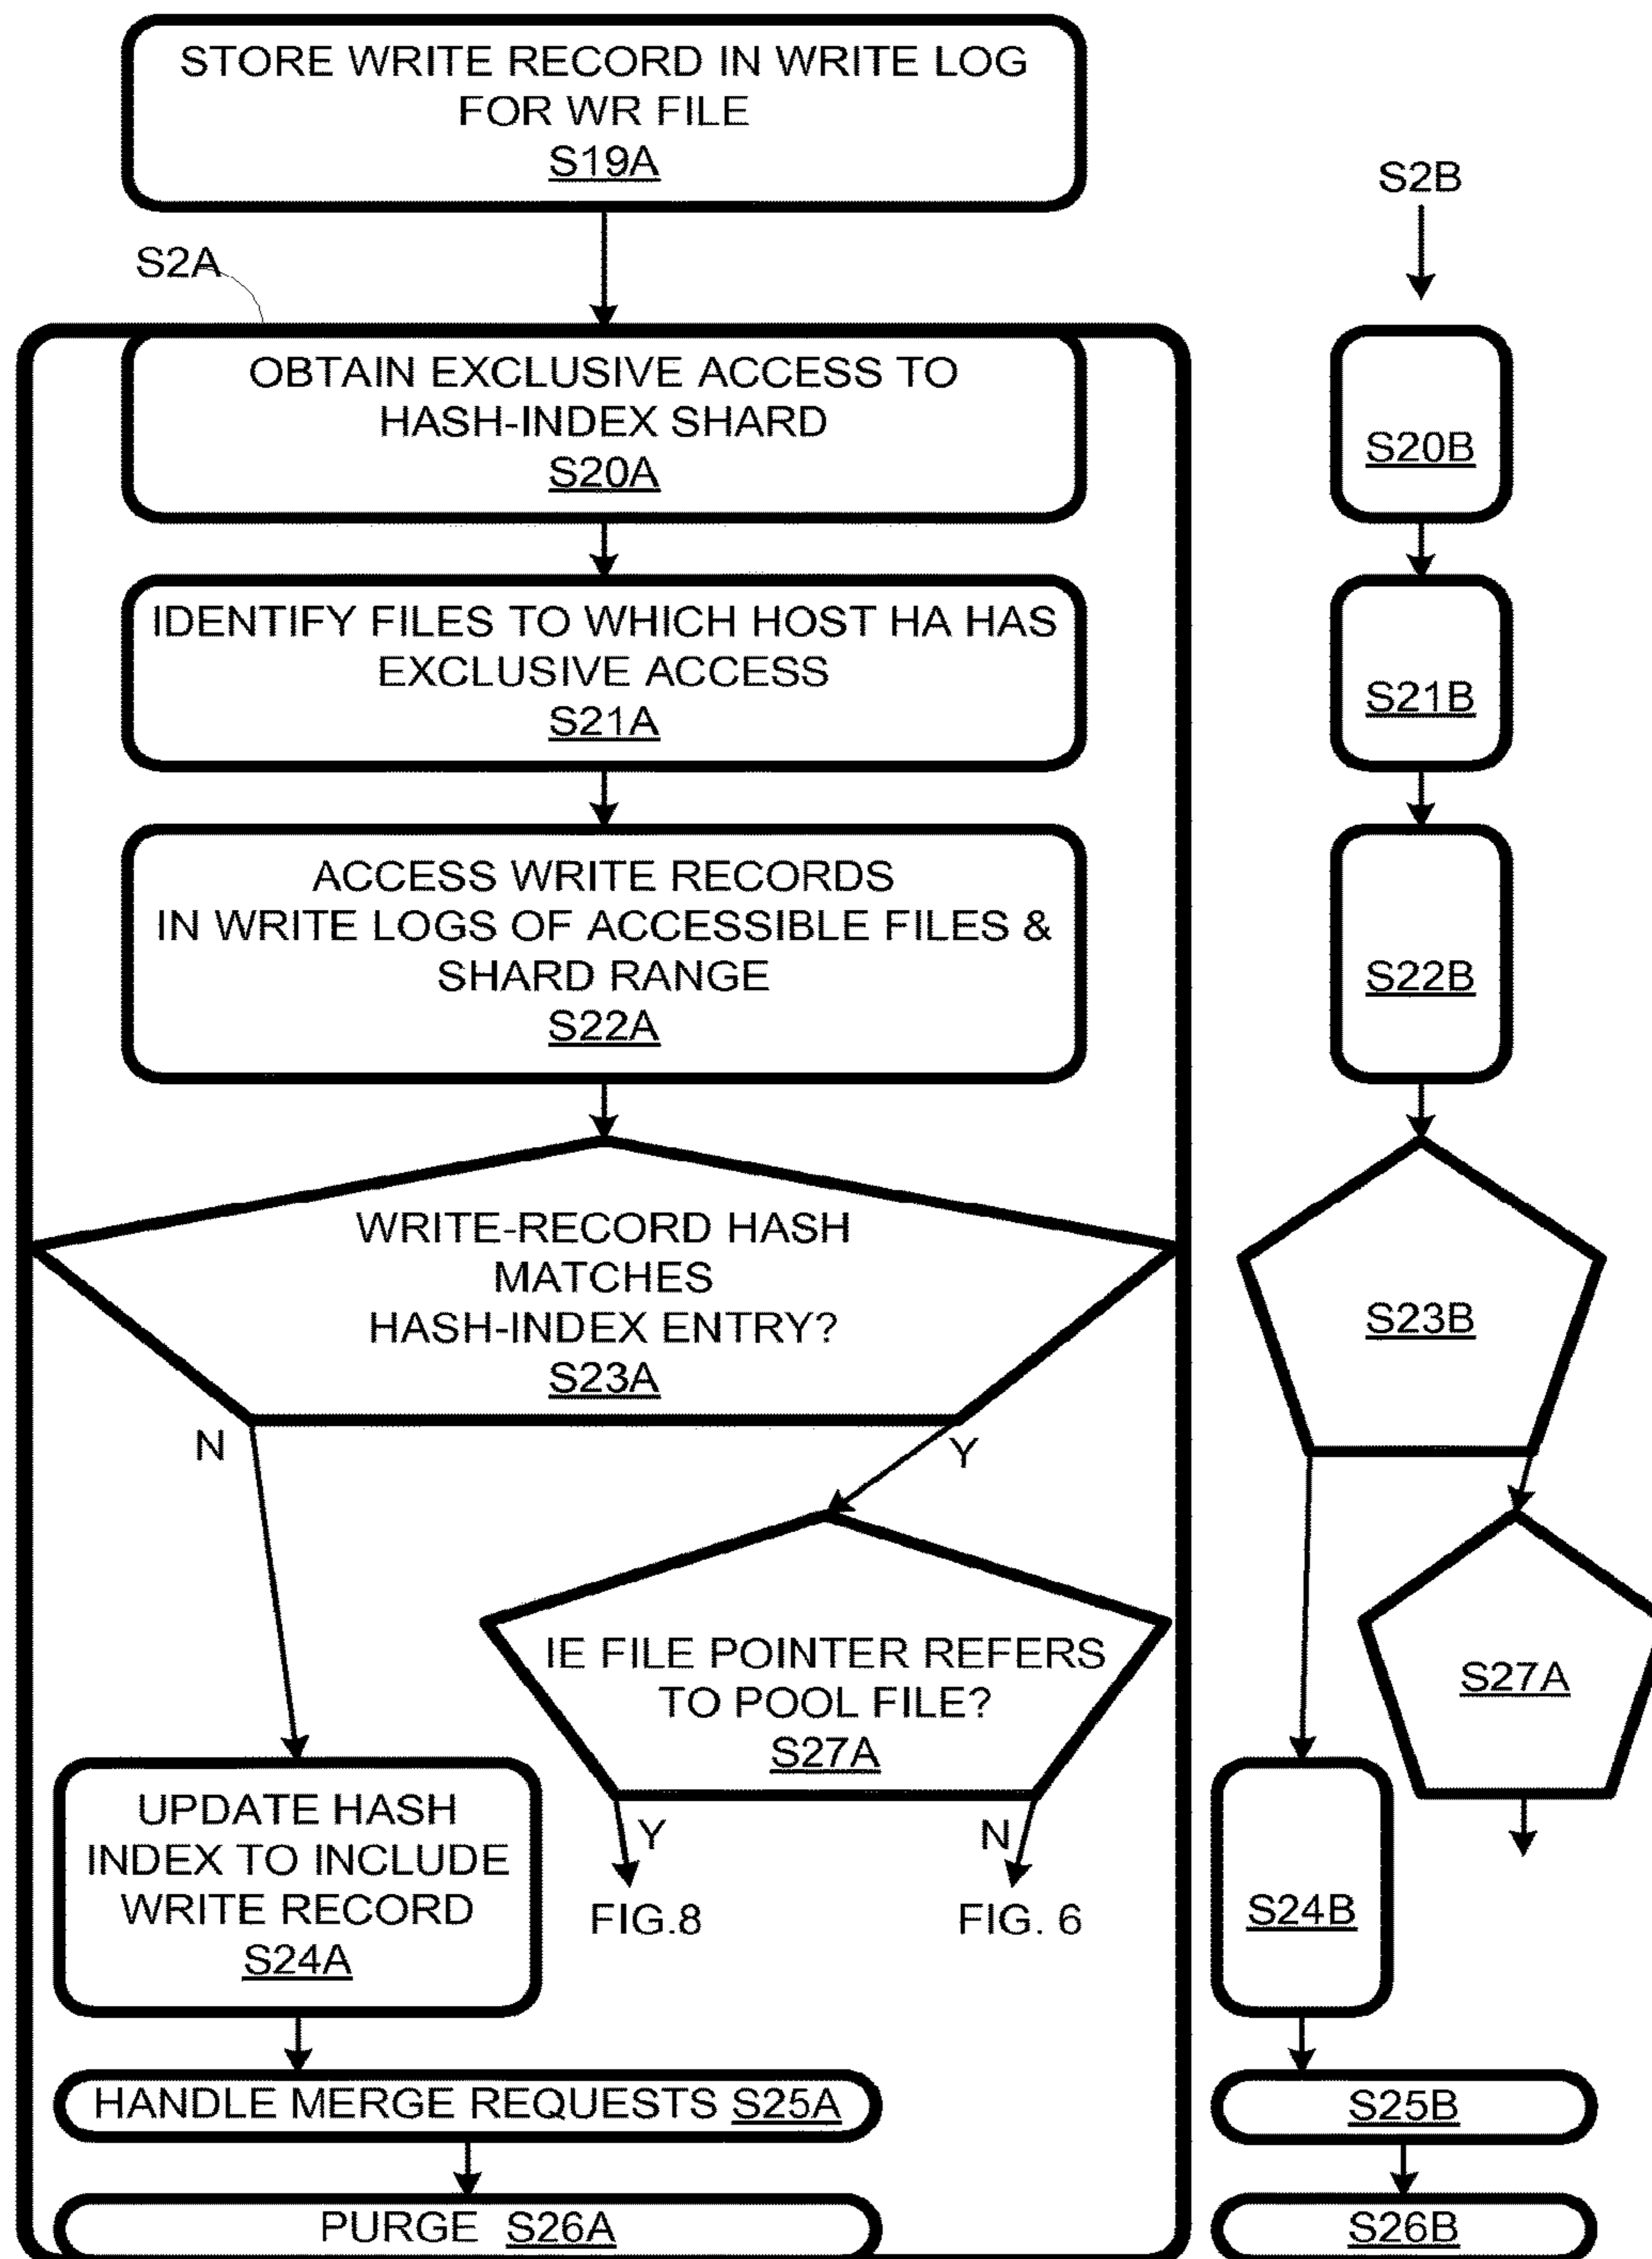 STORE WRITE RECORD IN WRITE LOG
FOR WR FILE
S19A
S2A
OBTAIN EXCLUSIVE ACCESS TO
HASH-INDEX SHARD
S20A
IDENTIFY FILES TO WHICH HOST HA HAS
EXCLUSIVE ACCESS
S21A
ACCESS WRITE RECORDS
IN WRITE LOGS OF ACCESSIBLE FILES &
SHARD RANGE
S22A
WRITE-RECORD HASH
MATCHES
HASH-INDEX ENTRY?
S23A
N
Y
IE FILE POINTER REFERS
TO POOL FILE?
S27A
Y
N
FIG.8
FIG. 6
UPDATE HASH
INDEX TO INCLUDE
WRITE RECORD
S24A
HANDLE MERGE REQUESTS S25A
PURGE S26A
S2B
S20B
S21B
S22B
S23B
S27A
S24B
S25B
S26B